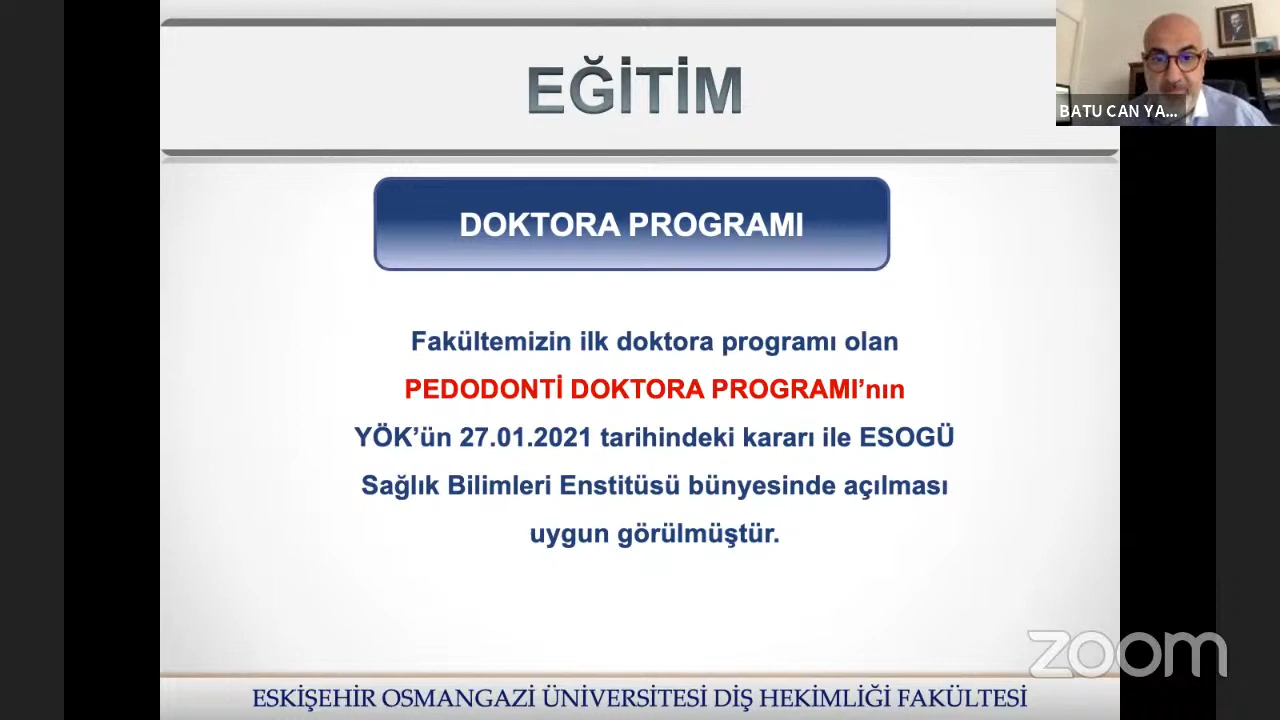 EĞİTİM
BATU CAN YA...
DOKTORA PROGRAMI
Fakültemizin ilk doktora programı olan
PEDODONTİ DOKTORA PROGRAMI’nın
YÖK’ün 27.01.2021 tarihindeki kararı ile ESOGÜ
Sağlık Bilimleri Enstitüsü bünyesinde açılması
uygun görülmüştür.
zoom
ESKİŞEHİR OSMANGAZİ ÜNİVERSİTESİ DİŞ HEKİMLİĞİ FAKÜLTESİ